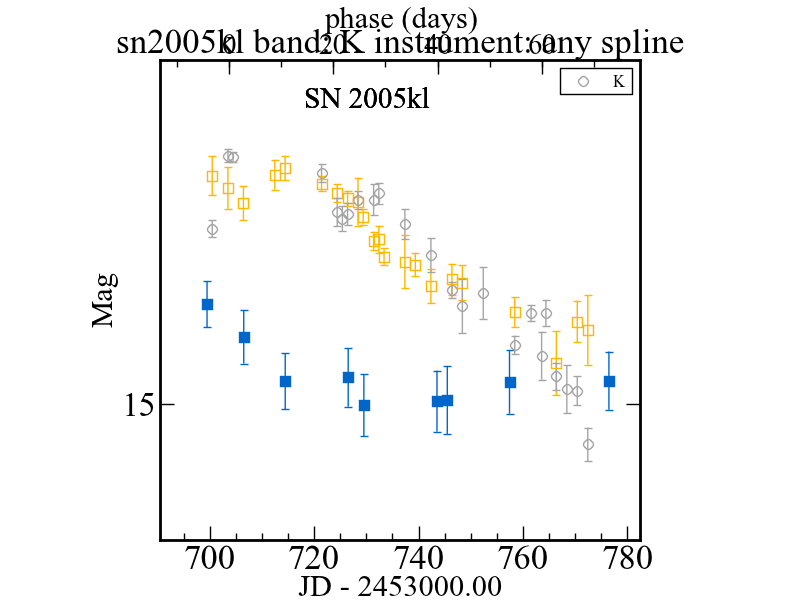 phase (days)
sn2005kl band: K instrument: any spline
0 20 40 60
K
SN 2005kl
Mag
15
700 720 740 760 780
JD - 2453000.00